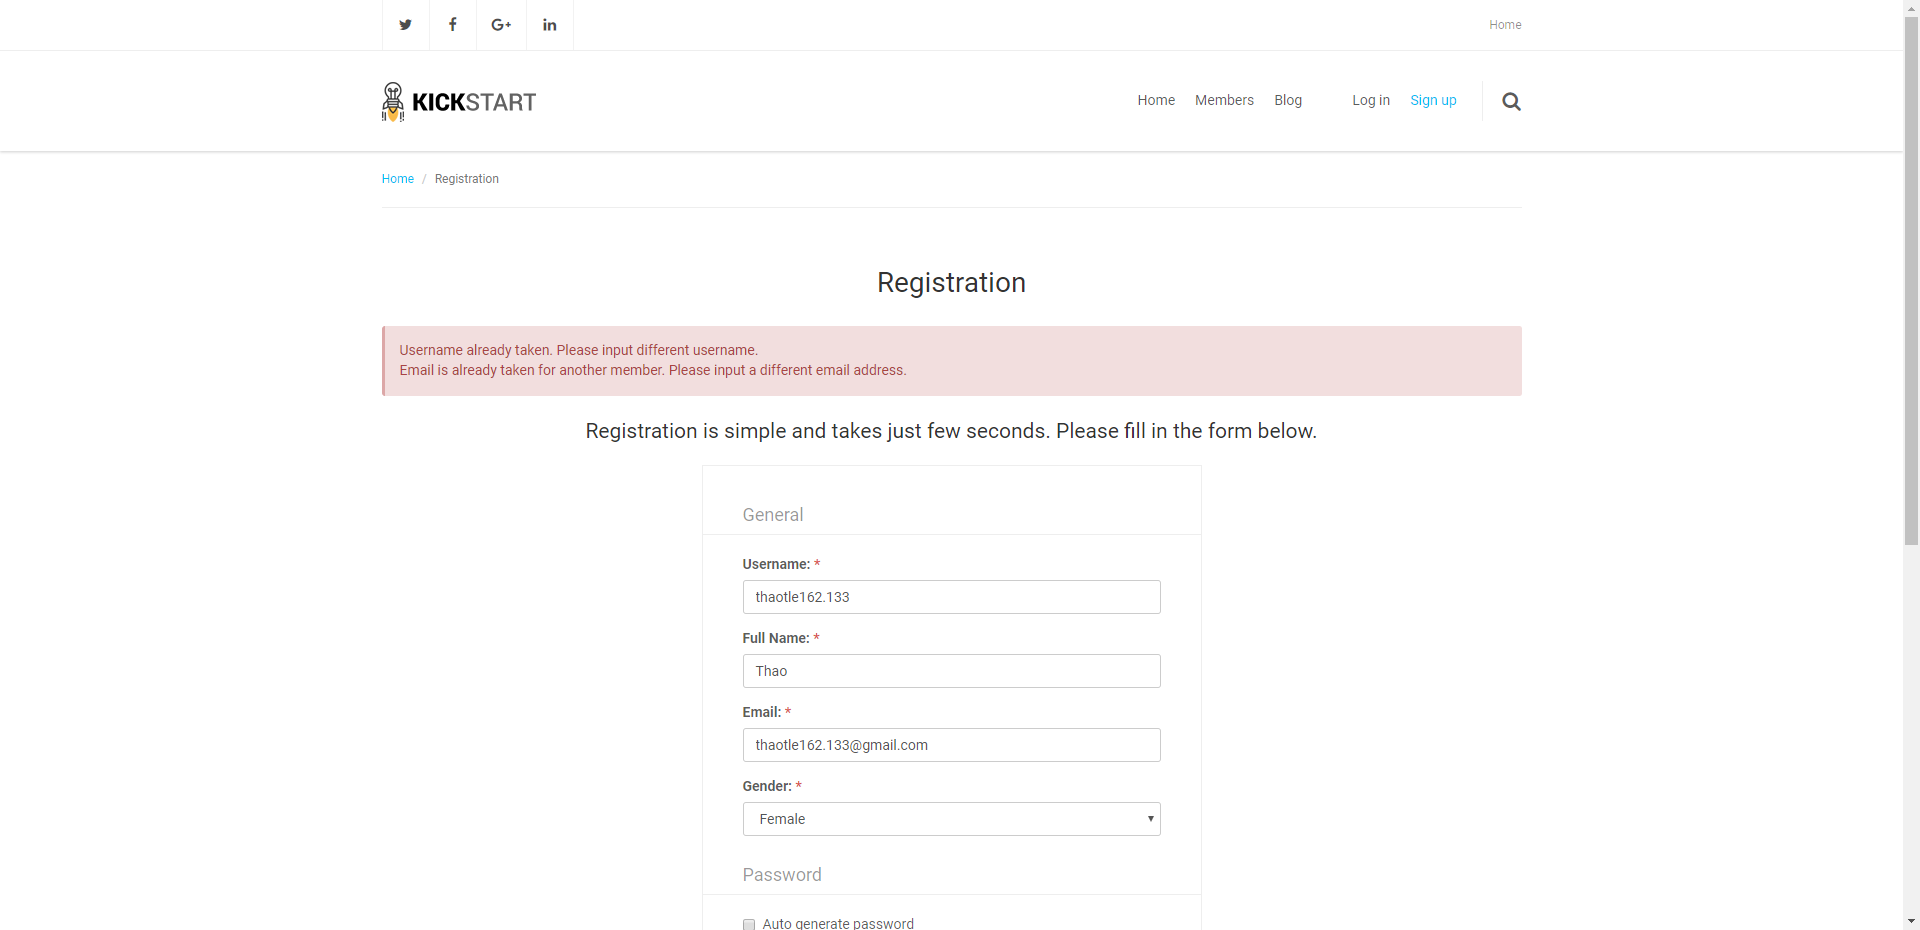 Home
KICKSTART
Home Members Blog Log in Sign up
Home / Registration
Registration
Username already taken. Please input different username.
Email is already taken for another member. Please input a different email address.
Registration is simple and takes just few seconds. Please fill in the form below.
General
Username: *
thaotle162.133
Full Name: *
Thao
Email: *
thaotle162.133@gmail.com
Gender: *
Female
Password
Auto generate password